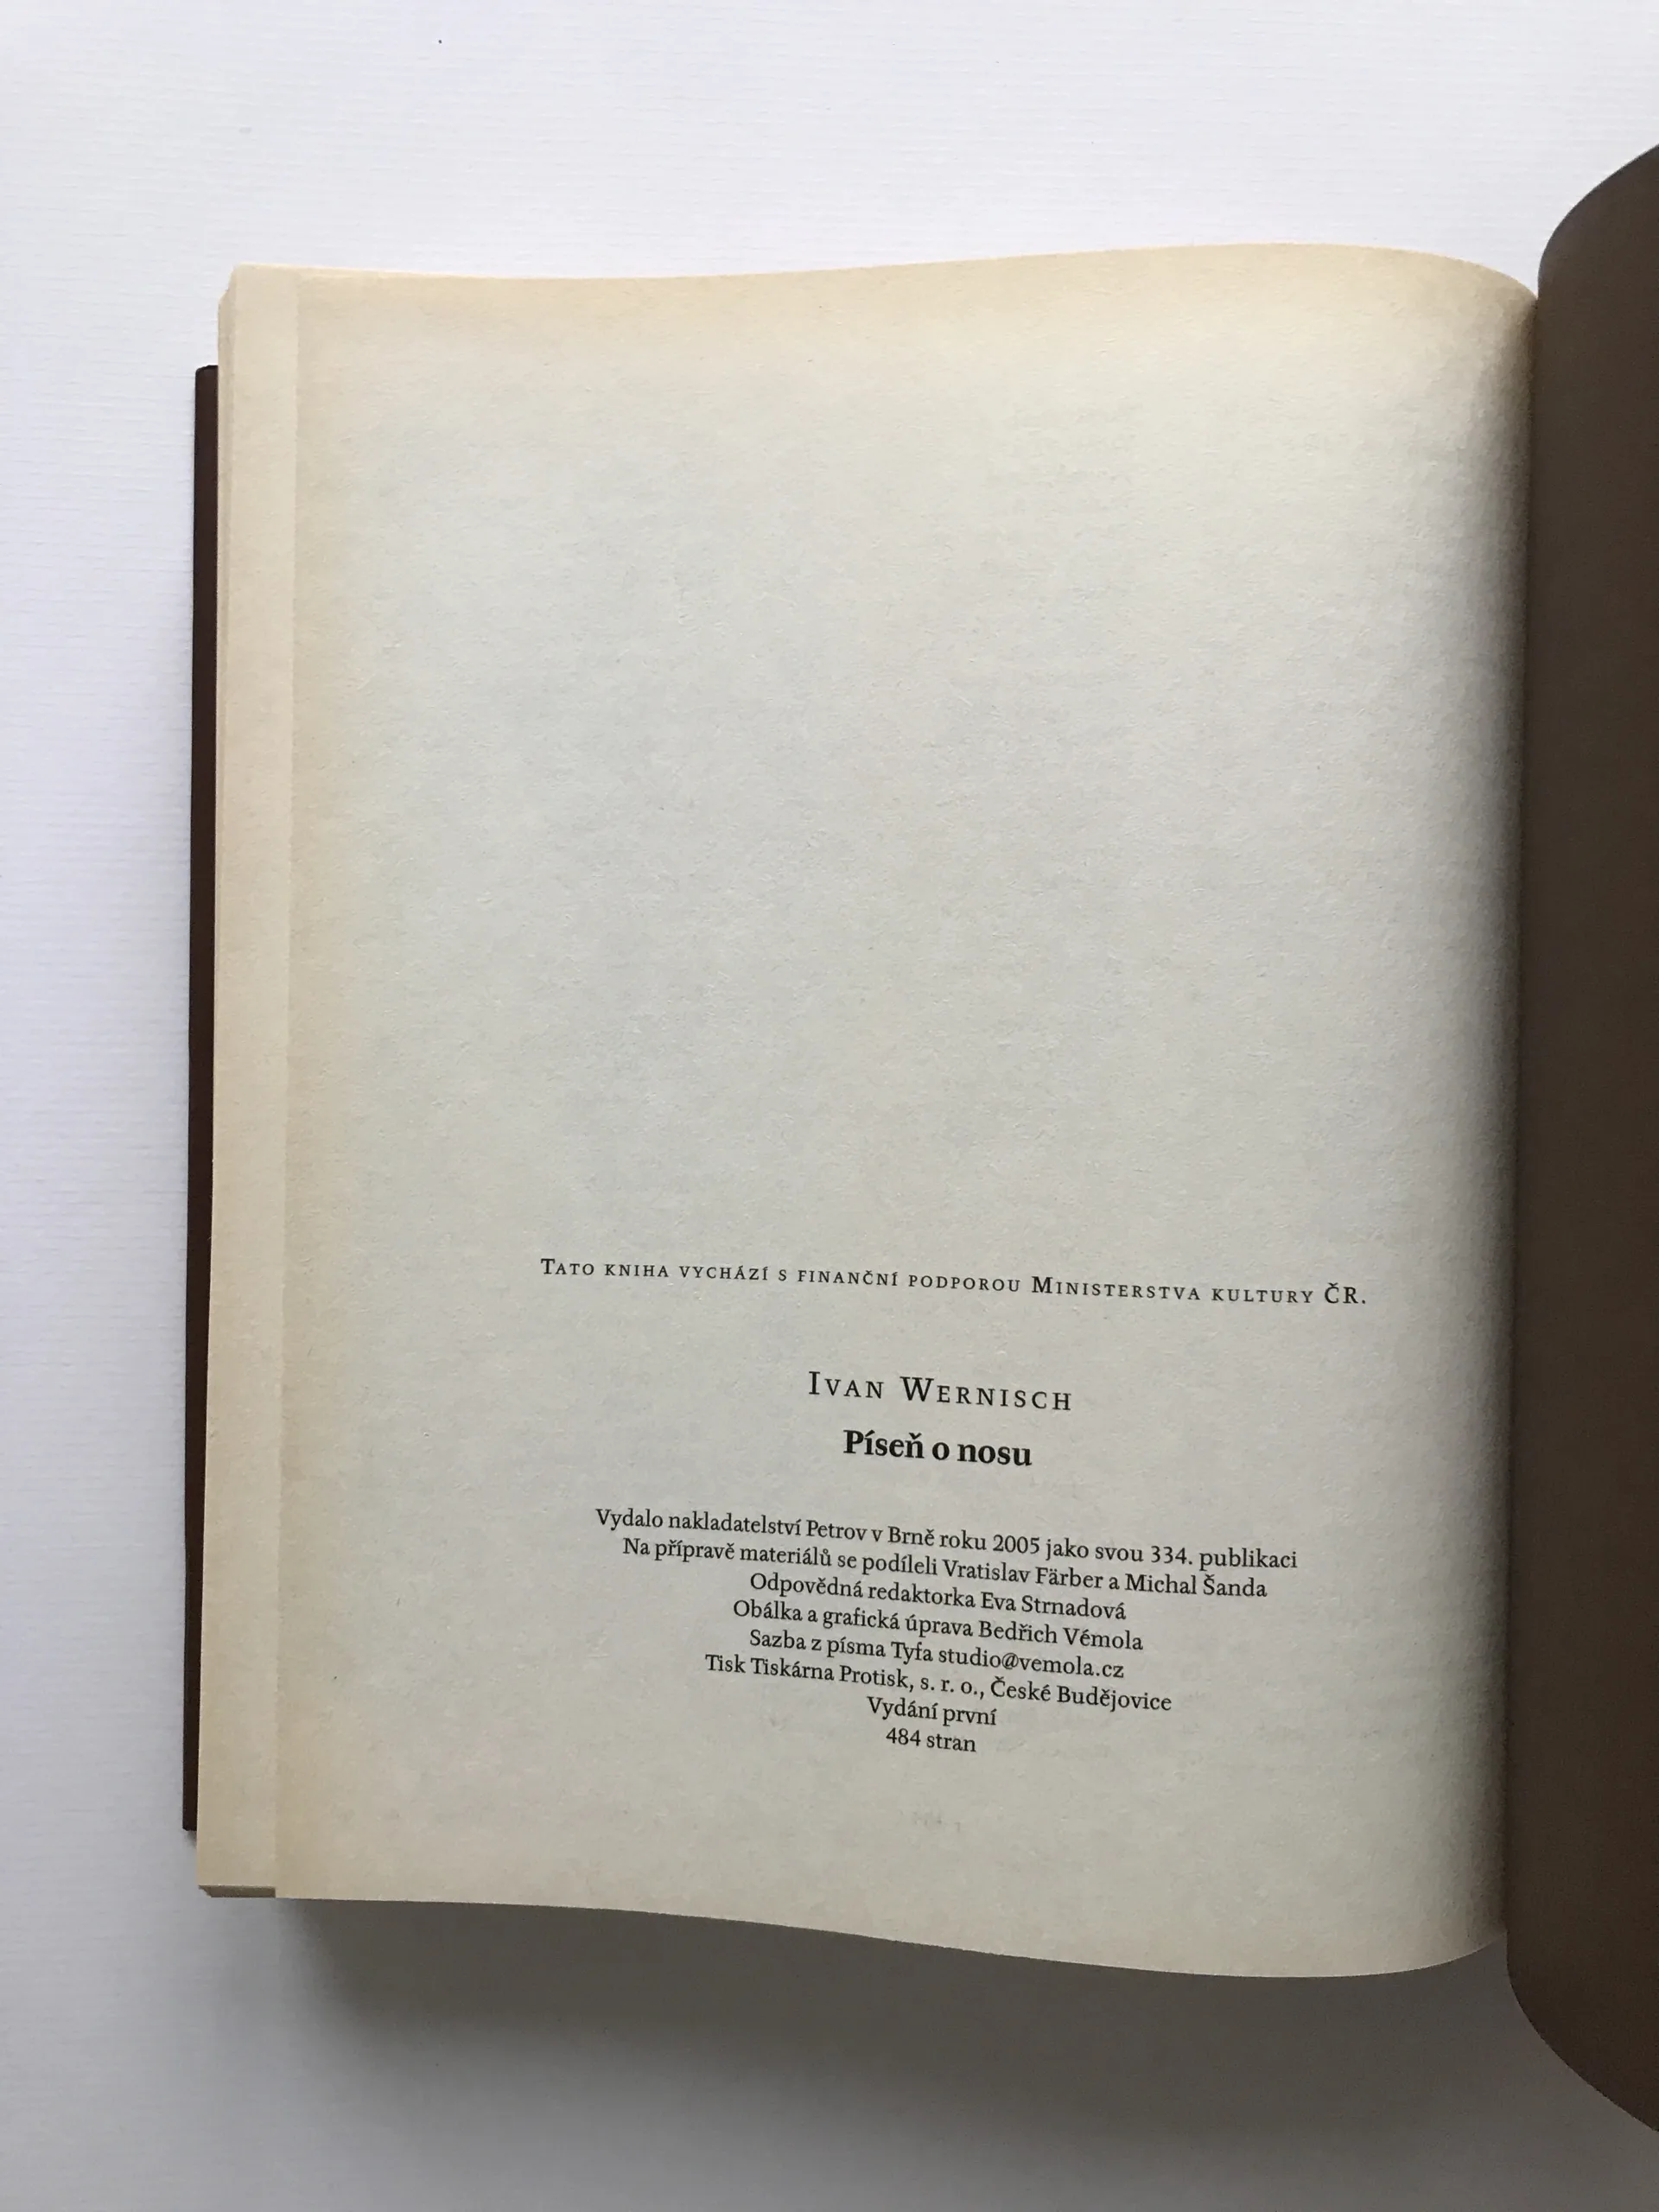 Tato kniha vychází s finanční podporou Ministerstva kultury ČR.
Ivan Wernisch
Píseň o nosu
Vydalo nakladatelství Petrov v Brně roku 2005 jako svou 334. publikaci
Na přípravě materiálů se podíleli Vratislav Färber a Michal Šanda
Odpovědná redaktorka Eva Strnadová
Obálka a grafická úprava Bedřich Vémola
Sazba z písma Tyfa studio@vemola.cz
Tisk Tiskárna Protisk, s. r. o., České Budějovice
Vydání první
484 stran